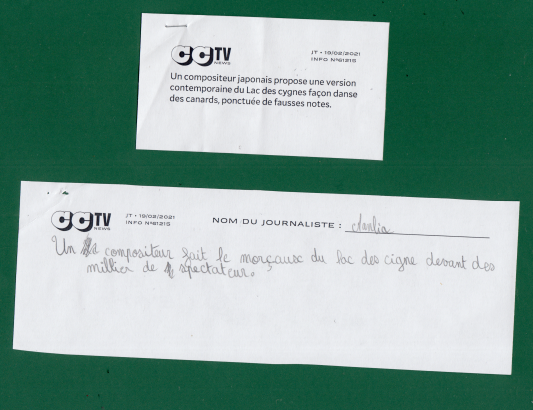 CCTV NEWS
JT • 19/02/2021
INFO N°61215
Un compositeur japonais propose une version
contemporaine du Lac des cygnes façon danse
des canards, ponctuée de fausses notes.
CCTV NEWS
JT • 19/02/2021
INFO N°61215
NOM DU JOURNALISTE :
Un compositeur fait le morçaux du lac des cigne devant des
millier de spectateur.